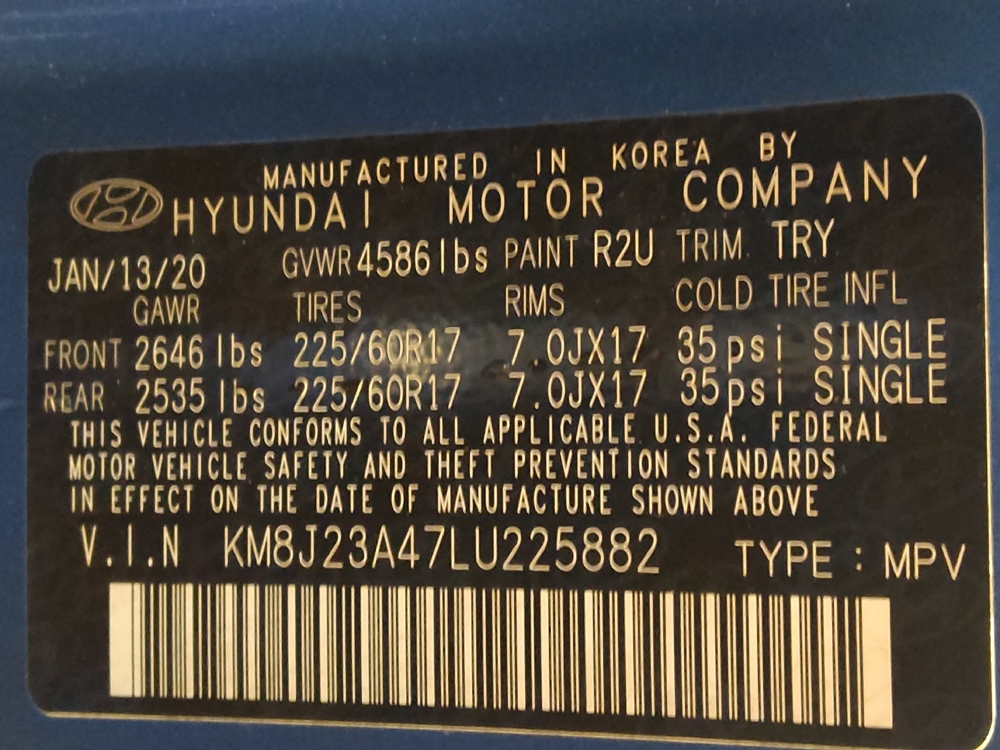 MANUFACTURED IN KOREA BY
HYUNDAI MOTOR COMPANY
JAN/13/20 GVWR 4586 lbs PAINT R2U TRIM TRY
GAWR TIRES RIMS COLD TIRE INFL
FRONT 2646 lbs 225/60R17 7.0JX17 35psi SINGLE
REAR 2535 lbs 225/60R17 7.0JX17 35psi SINGLE
THIS VEHICLE CONFORMS TO ALL APPLICABLE U.S.A. FEDERAL
MOTOR VEHICLE SAFETY AND THEFT PREVENTION STANDARDS
IN EFFECT ON THE DATE OF MANUFACTURE SHOWN ABOVE
V.I.N KM8J23A47LU225882 TYPE : MPV